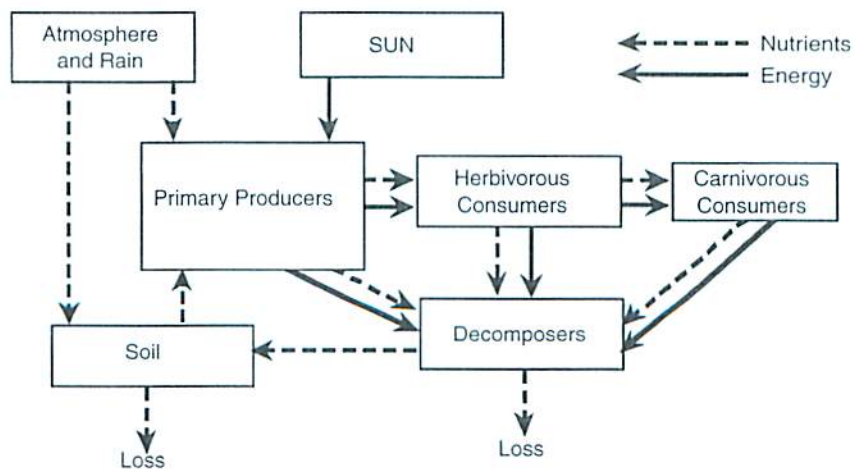 Atmosphere
and Rain
SUN
Nutrients
Energy
Primary Producers
Herbivorous
Consumers
Carnivorous
Consumers
Soil
Decomposers
Loss
Loss